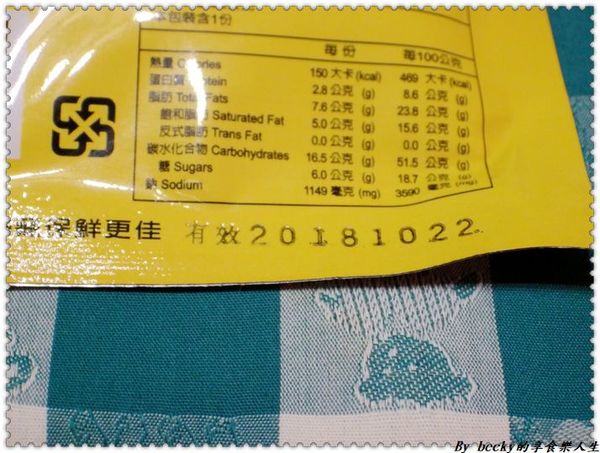 本包裝含1份
每份 每100公克
熱量 Calories 150 大卡(kcal) 469 大卡(kcal)
蛋白質 Protein 2.8 公克 (g) 8.6 公克 (g)
脂肪 Total Fats 7.6 公克 (g) 23.8 公克 (g)
飽和脂肪 Saturated Fat 5.0 公克 (g) 15.6 公克 (g)
反式脂肪 Trans Fat 0.0 公克 (g) 0.0 公克 (g)
碳水化合物 Carbohydrates 16.5 公克 (g) 51.5 公克 (g)
糖 Sugars 6.0 公克 (g) 18.7 公克 (g)
鈉 Sodium 1149 毫克 (mg) 3590 毫克 (mg)
保鮮更佳 有效20181022
By becky的享食樂人生